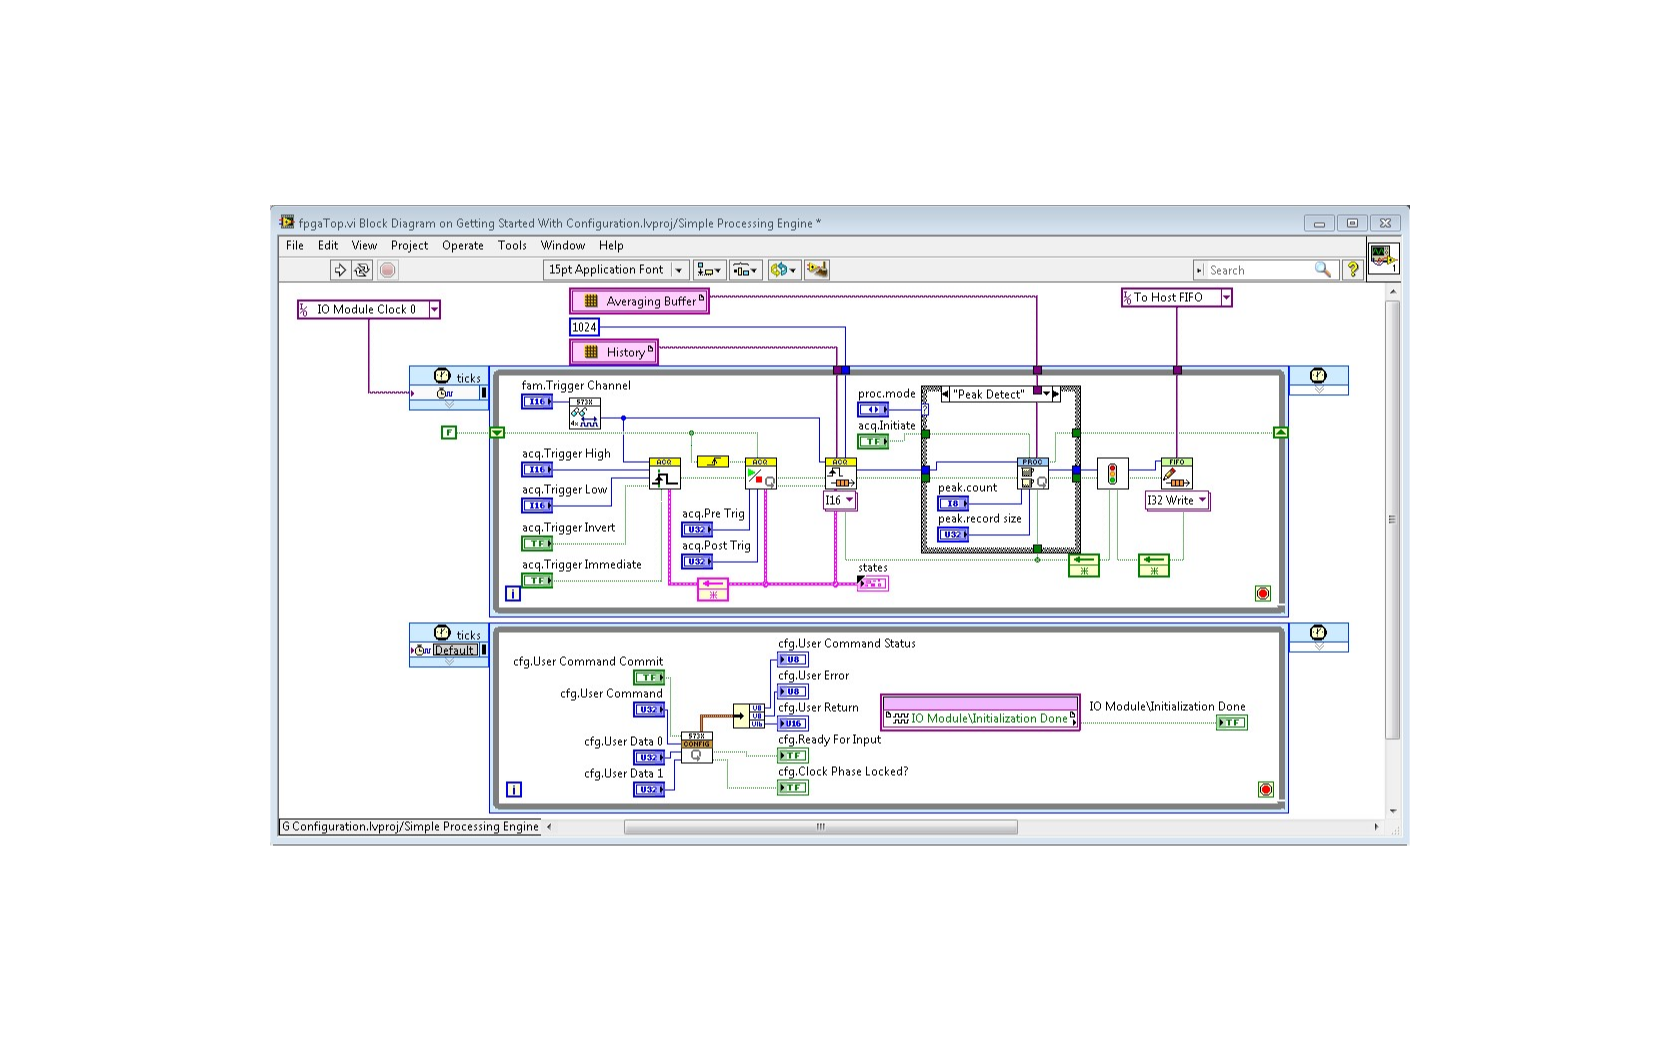 fpgaTop.vi Block Diagram on Getting Started With Configuration.lvproj/Simple Processing Engine *
File Edit View Project Operate Tools Window Help
15pt Application Font
Search
1
IO Module Clock 0
Averaging Buffer
To Host FIFO
1024
History
ticks
fam.Trigger Channel
I16
573X
4x
proc.mode
"Peak Detect"
acq.Initiate
TF
F
acq.Trigger High
I16
ACQ
ACQ
ACQ
PROC
FIFO
acq.Trigger Low
I16
I16
peak.count
I8
I32 Write
acq.Pre Trig
U32
peak.record size
U32
acq.Trigger Invert
TF
acq.Post Trig
U32
acq.Trigger Immediate
TF
states
i
ticks
Default
cfg.User Command Status
U8
cfg.User Command Commit
TF
cfg.User Error
U8
cfg.User Command
U32
cfg.User Return
U16
U8
U8
U16
IO Module\Initialization Done
IO Module\Initialization Done
TF
573X
CONFIG
cfg.User Data 0
U32
cfg.Ready For Input
TF
cfg.User Data 1
U32
cfg.Clock Phase Locked?
TF
i
G Configuration.lvproj/Simple Processing Engine